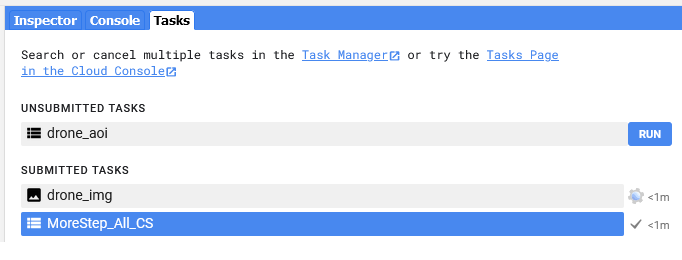 Inspector Console Tasks
Search or cancel multiple tasks in the Task Manager or try the Tasks Page
in the Cloud Console
UNSUBMITTED TASKS
drone_aoi RUN
SUBMITTED TASKS
drone_img <1m
MoreStep_All_CS <1m